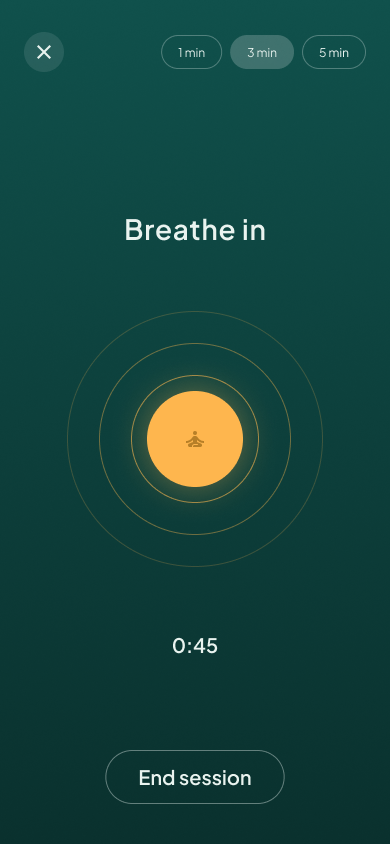 1 min
3 min
5 min
Breathe in
0:45
End session